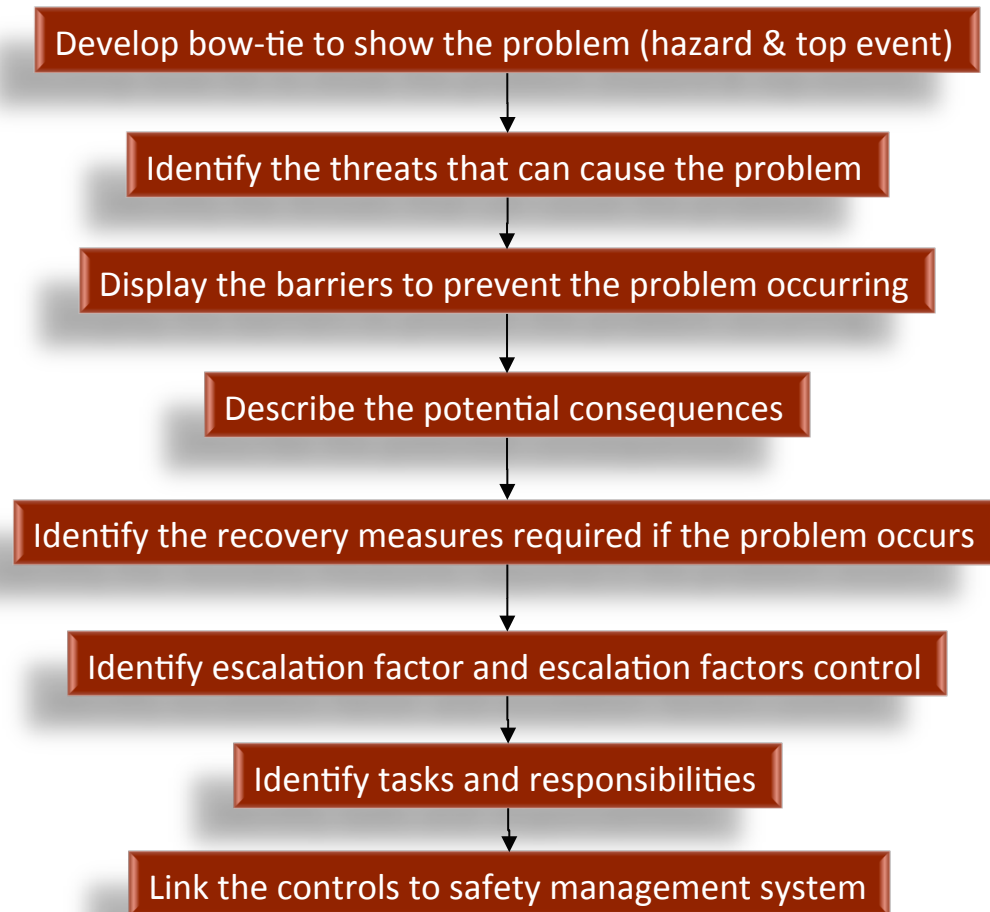 Develop bow-tie to show the problem (hazard & top event)
Identify the threats that can cause the problem
Display the barriers to prevent the problem occurring
Describe the potential consequences
Identify the recovery measures required if the problem occurs
Identify escalation factor and escalation factors control
Identify tasks and responsibilities
Link the controls to safety management system